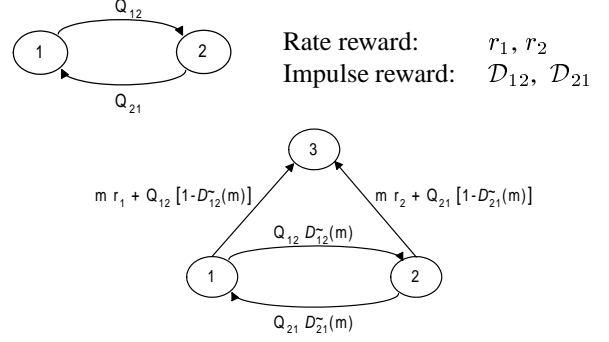 Q12
1
2
Q21
Rate reward: r1, r2
Impulse reward: D12, D21
3
m r1 + Q12 [1-D~12(m)]
m r2 + Q21 [1-D~21(m)]
Q12 D~12(m)
1
2
Q21 D~21(m)